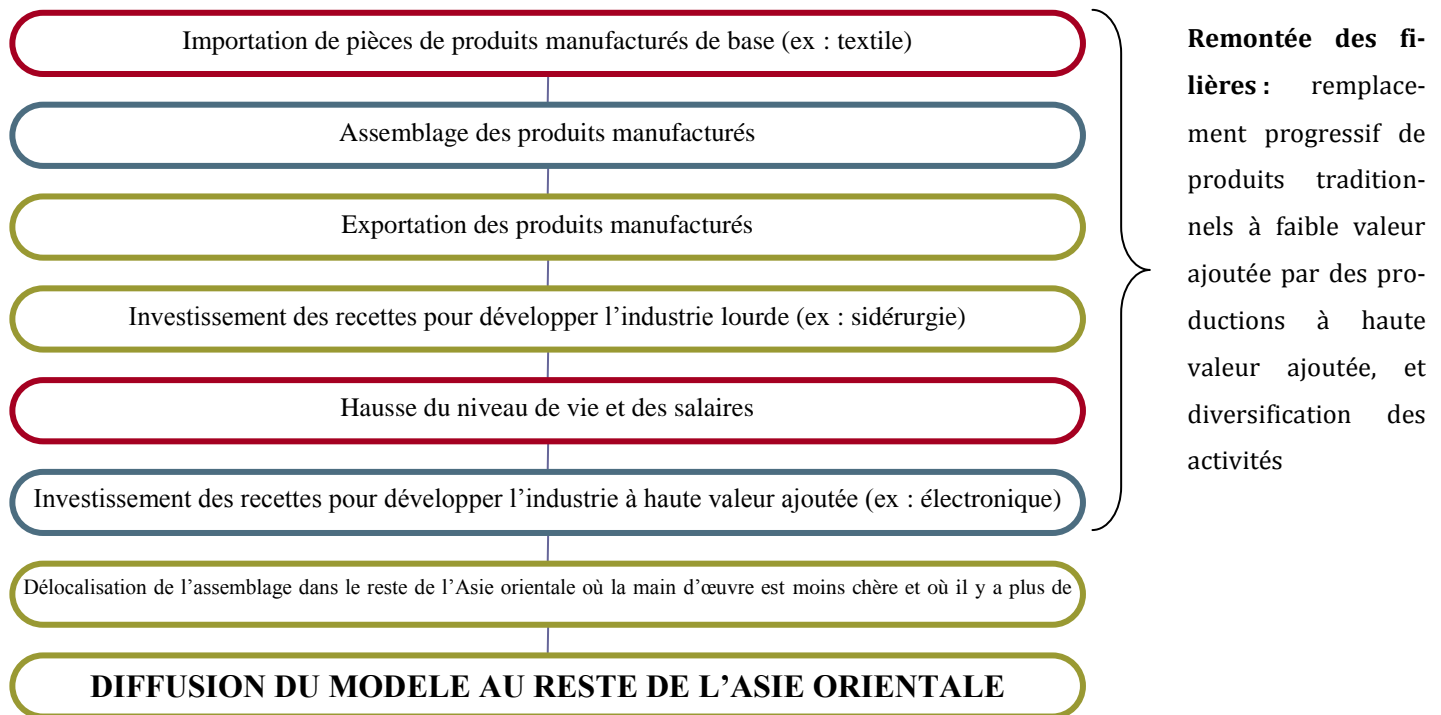 Importation de pièces de produits manufacturés de base (ex : textile)
Assemblage des produits manufacturés
Exportation des produits manufacturés
Investissement des recettes pour développer l’industrie lourde (ex : sidérurgie)
Hausse du niveau de vie et des salaires
Investissement des recettes pour développer l’industrie à haute valeur ajoutée (ex : électronique)
Délocalisation de l’assemblage dans le reste de l’Asie orientale où la main d’œuvre est moins chère et où il y a plus de
DIFFUSION DU MODELE AU RESTE DE L’ASIE ORIENTALE
Remontée des fi-
lières : remplace-
ment progressif de
produits tradition-
nels à faible valeur
ajoutée par des pro-
ductions à haute
valeur ajoutée, et
diversification des
activités